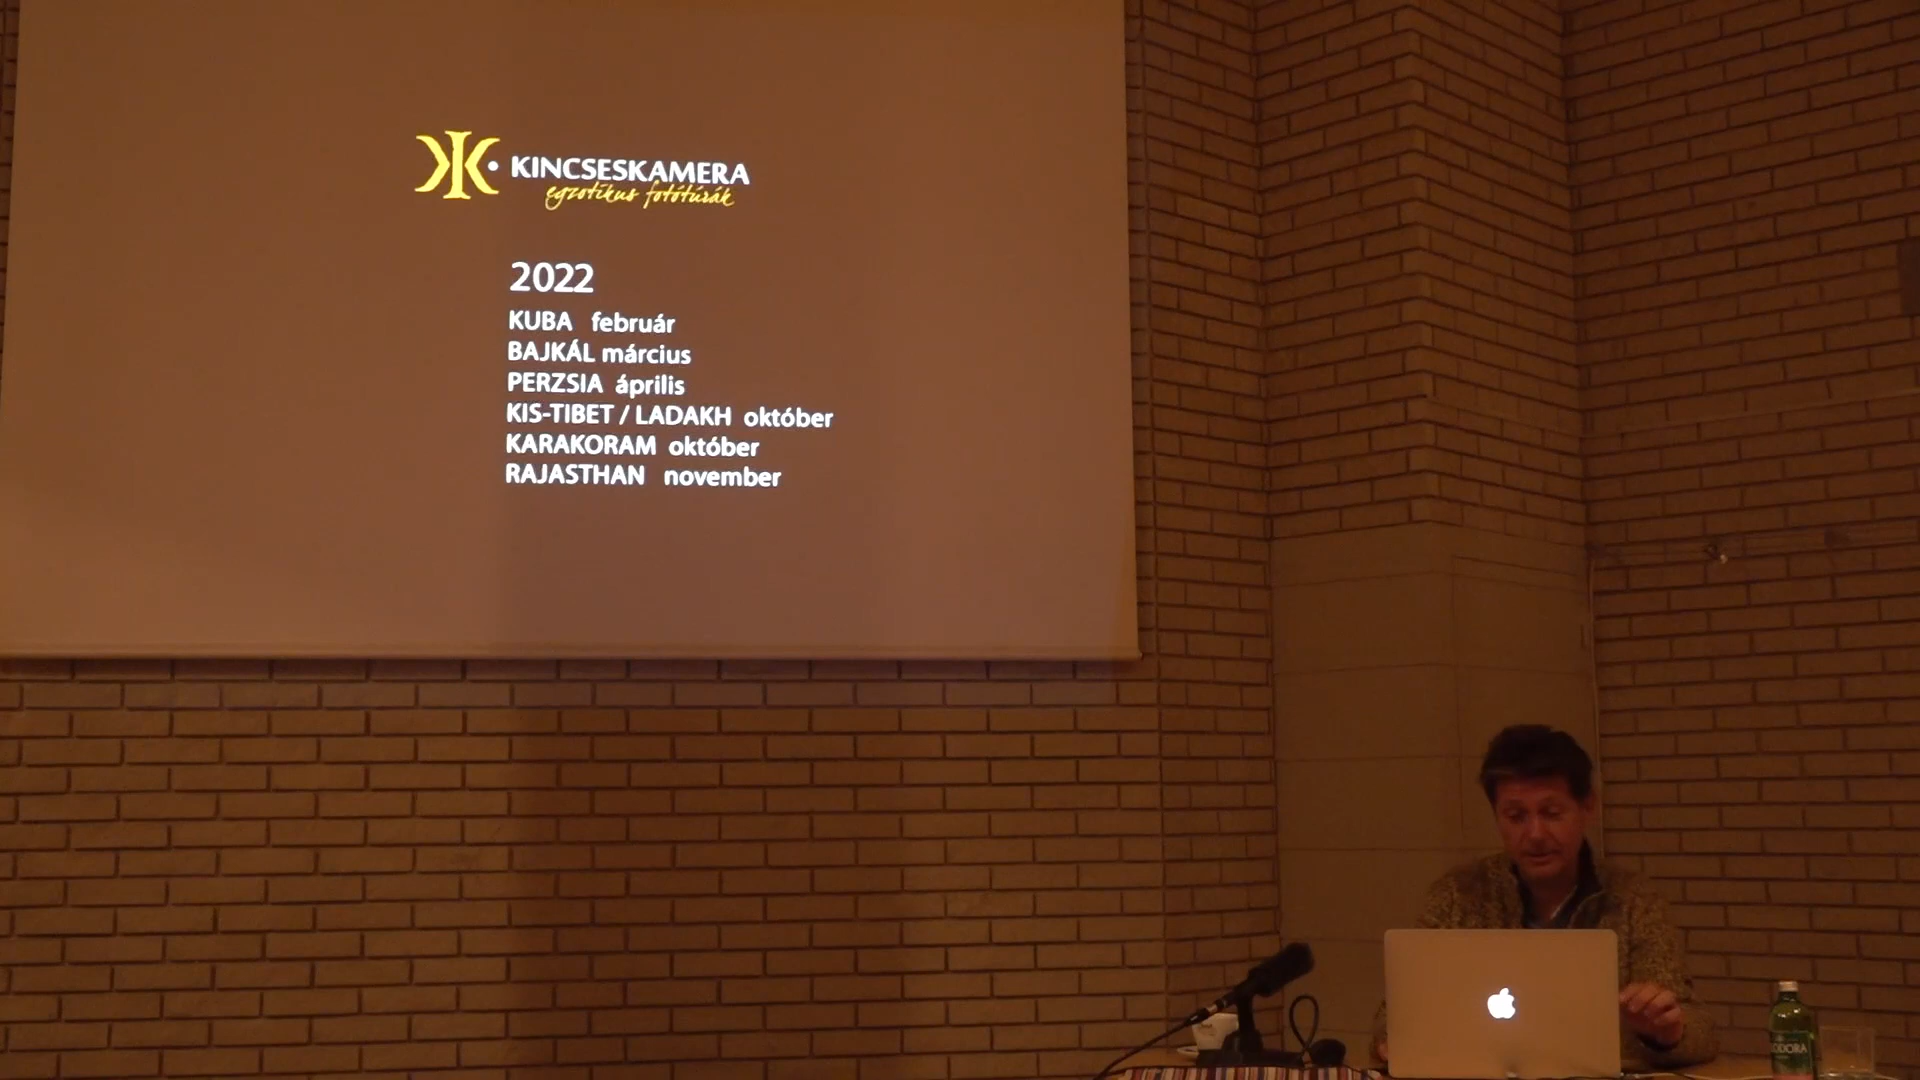 KINCSESKAMERA
egzotikus fotótúrák
2022
KUBA február
BAJKÁL március
PERZSIA április
KIS-TIBET / LADAKH október
KARAKORAM október
RAJASTHAN november